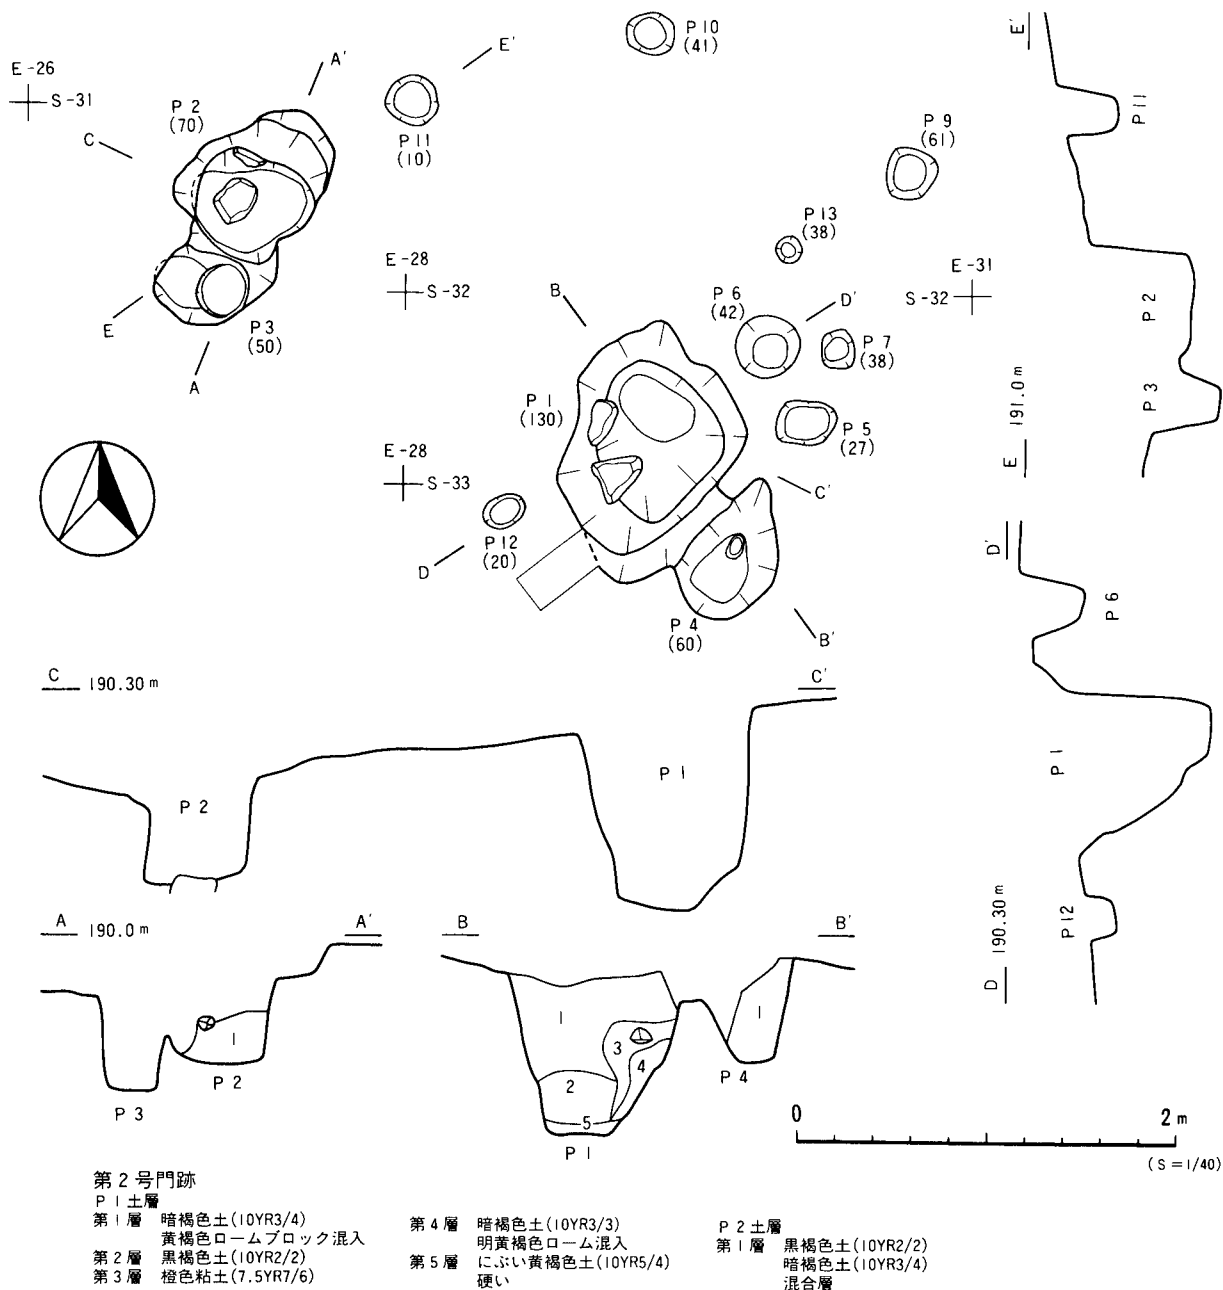 P 10
(41)
E'
A'
E'
E-26
S-31
P 2
(70)
C
P 11
(10)
P 9
(61)
P 11
P 13
(38)
E-28
S-32
E-31
S-32
B
P 6
(42)
D'
P 7
(38)
P 2
E
P 3
(50)
A
P 1
(130)
P 5
(27)
P 3
191.0 m
E
E-28
S-33
C'
P 12
(20)
D
P 4
(60)
B'
D'
P 6
C
190.30 m
C'
P 2
P 1
P 1
P 12
190.30 m
D
A
190.0 m
A'
B
B'
1
P 2
P 3
1
2
3
4
5
P 1
1
P 4
0
2 m
(S=1/40)
第2号門跡
P 1 土層
第1層 暗褐色土(10YR3/4)
黄褐色ロームブロック混入
第2層 黒褐色土(10YR2/2)
第3層 橙色粘土(7.5YR7/6)
第4層 暗褐色土(10YR3/3)
明黄褐色ローム混入
第5層 にぶい黄褐色土(10YR5/4)
硬い
P 2 土層
第1層 黒褐色土(10YR2/2)
暗褐色土(10YR3/4)
混合層